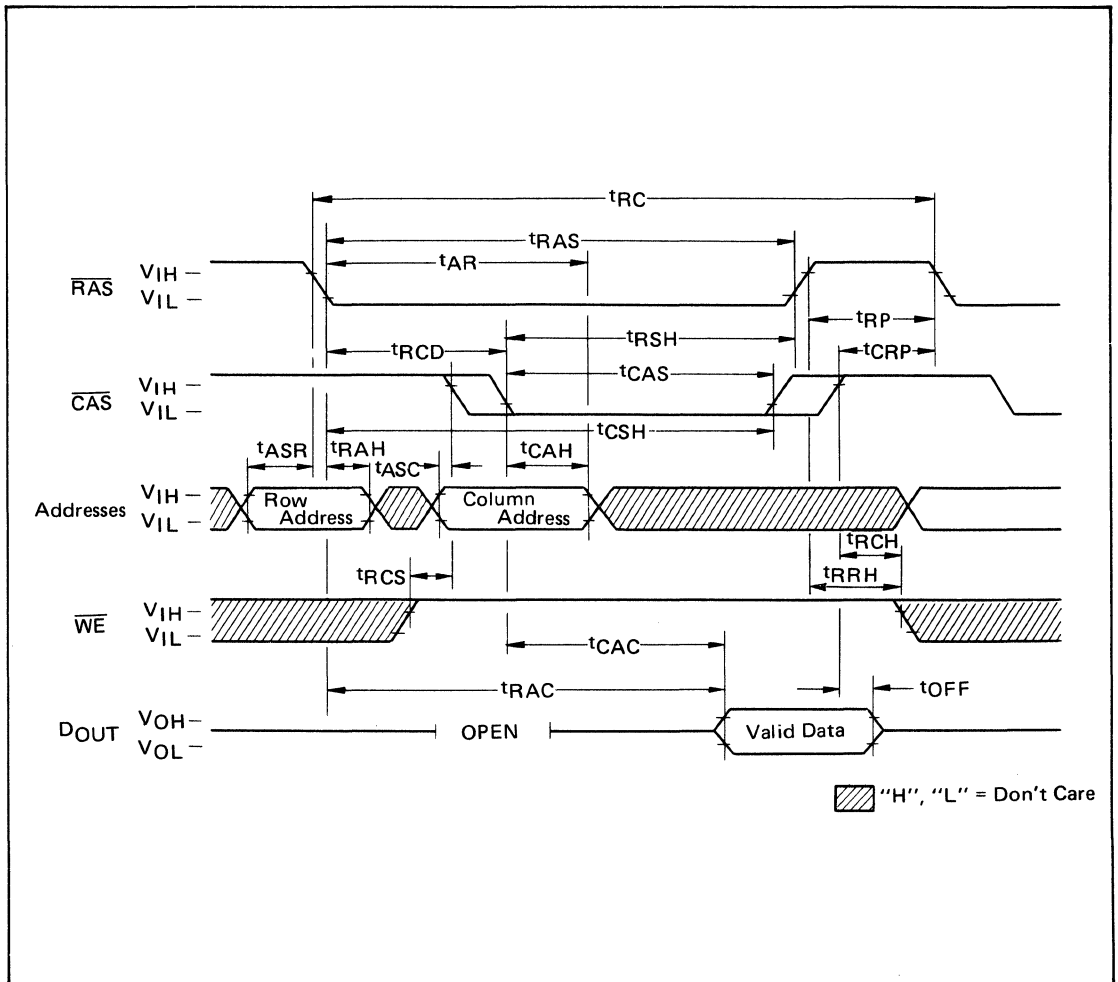 tRC
tRAS
tAR
RAS VIH
VIL
tRP
tRSH
tRCD
tCRP
tCAS
CAS VIH
VIL
tCSH
tASR tRAH tASC tCAH
Addresses VIH
VIL
Row Address
Column Address
tRCH
tRCS
tRRH
WE VIH
VIL
tCAC
tRAC
tOFF
DOUT VOH
VOL
OPEN
Valid Data
"H", "L" = Don't Care